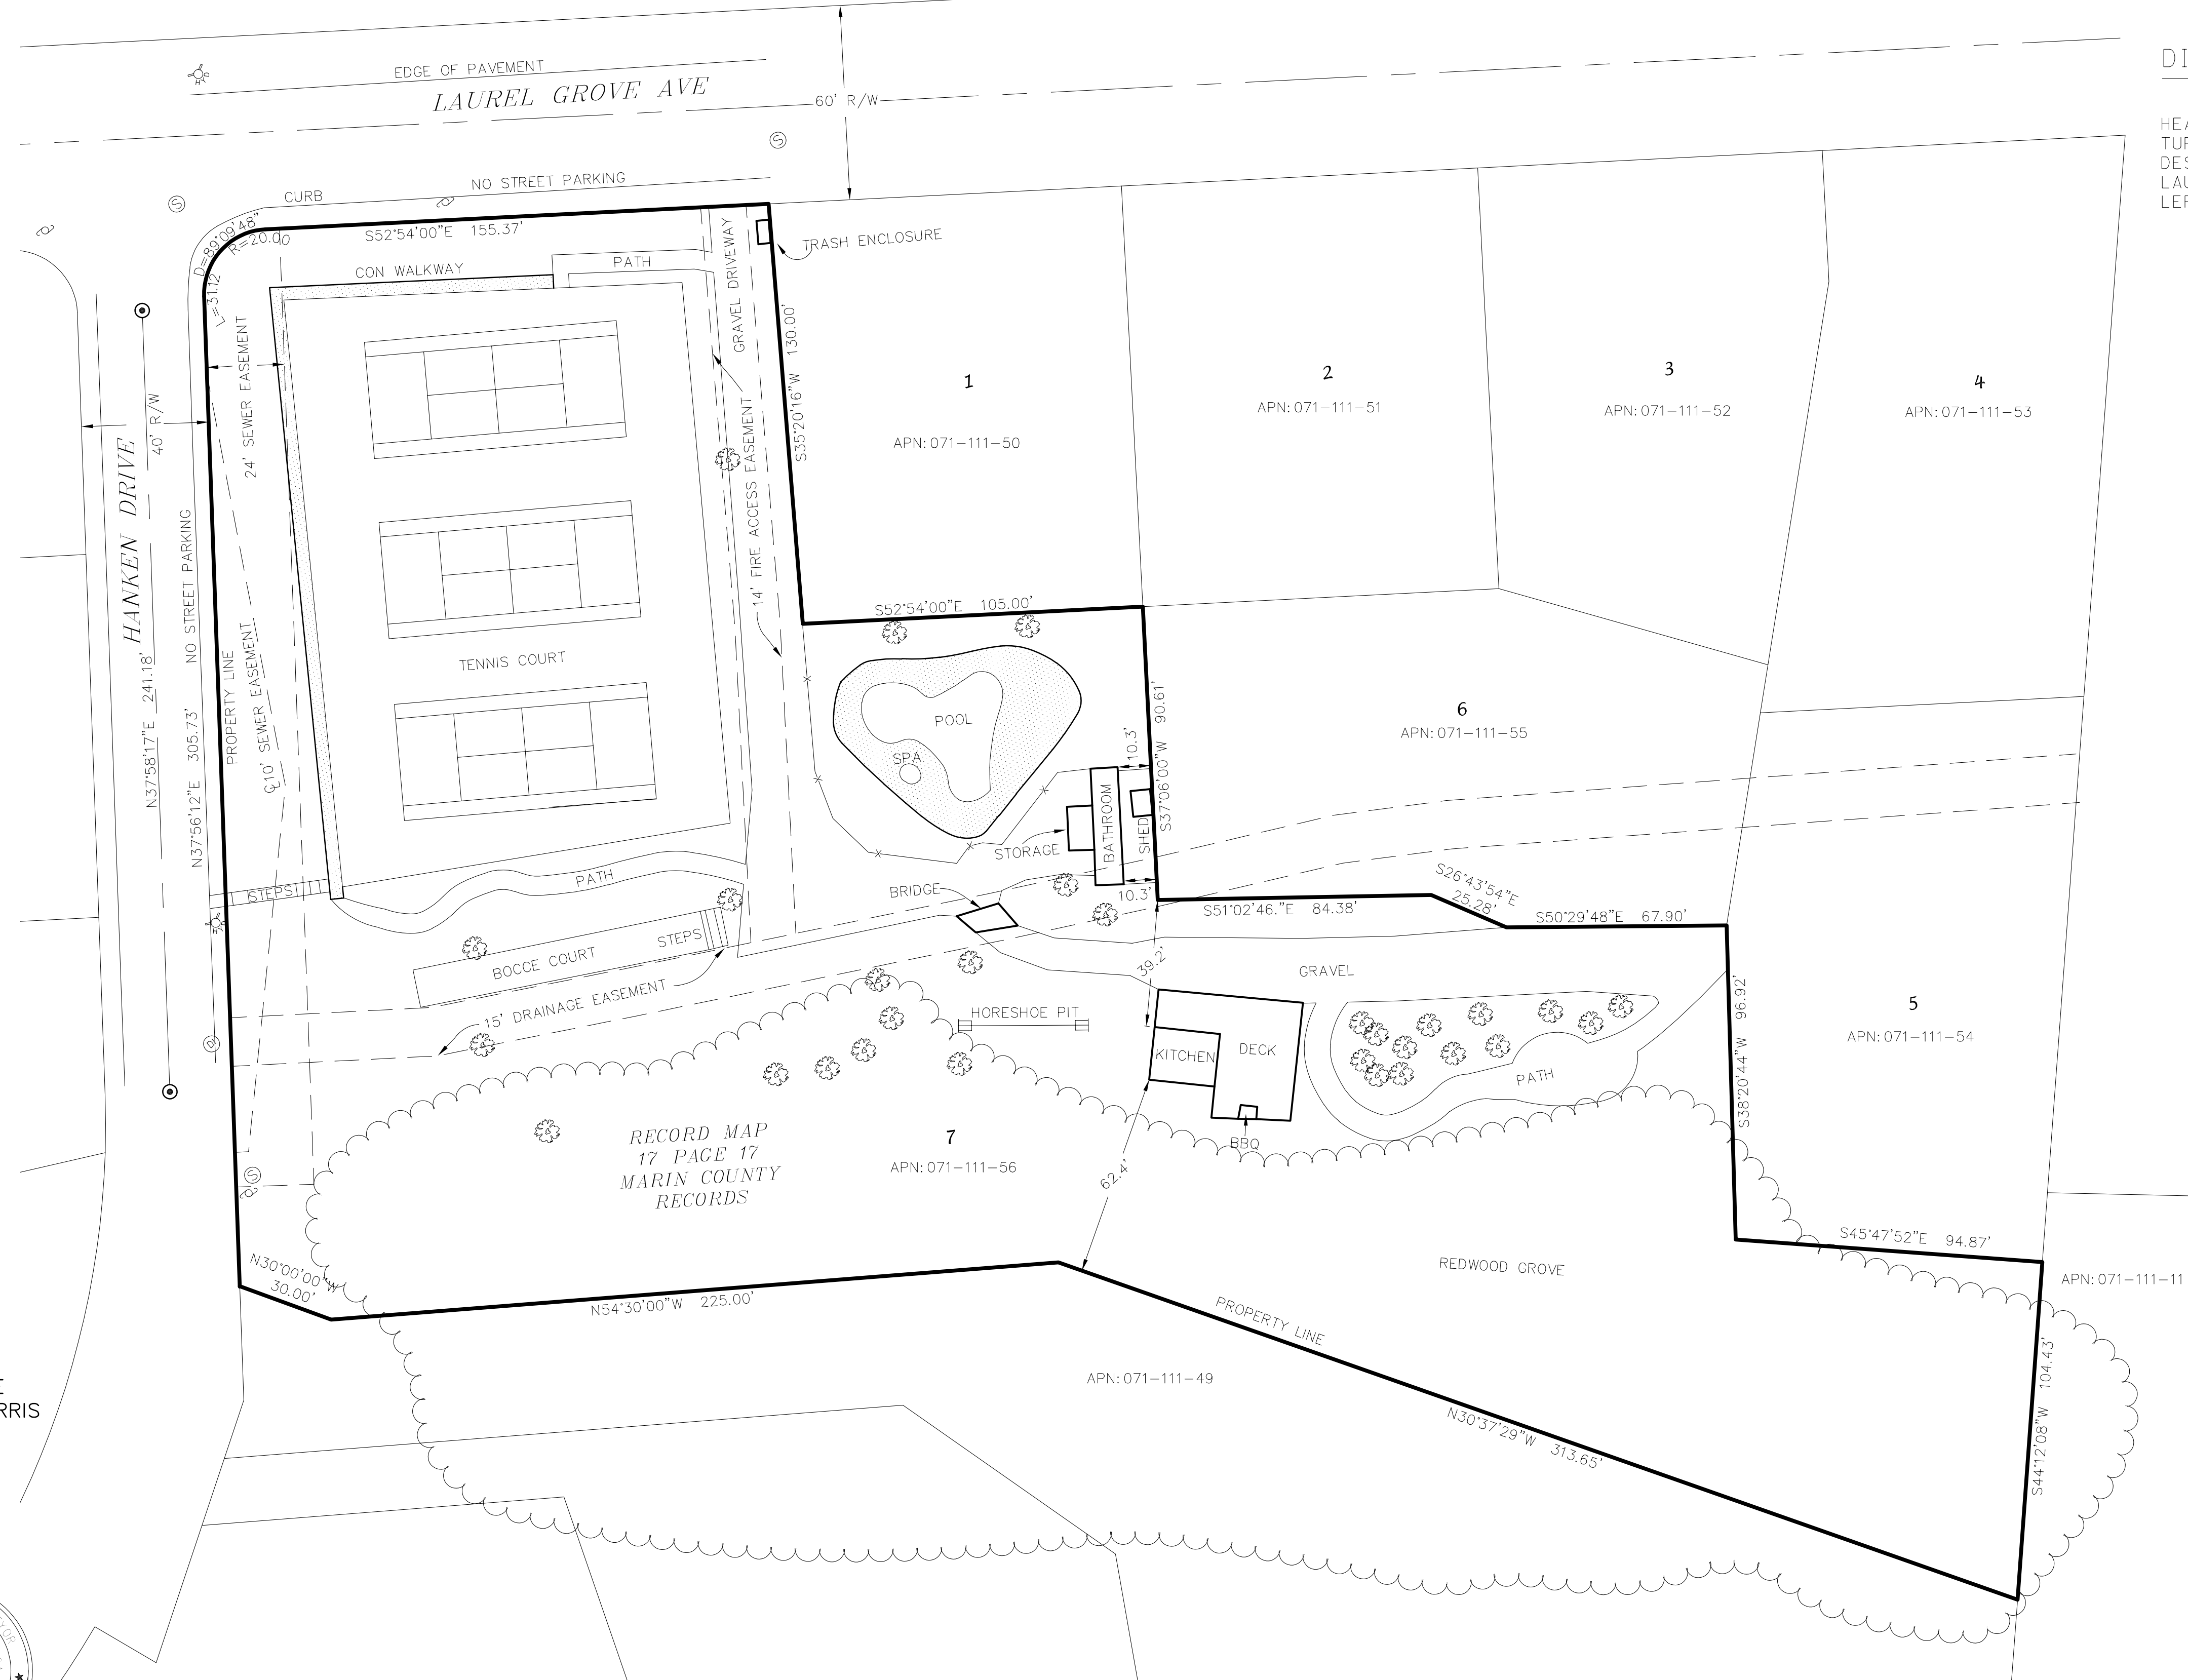 EDGE OF PAVEMENT
LAUREL GROVE AVE
60' R/W
DI
HEA
TUR
DES
LAU
LEF
NO STREET PARKING
CURB
S
S
D=89°09'48"
R=20.00
L=31.12
S52°54'00"E 155.37'
CON WALKWAY
PATH
GRAVEL DRIVEWAY
TRASH ENCLOSURE
24' SEWER EASEMENT
40' R/W
HANKEN DRIVE
N37°58'17"E 241.18'
NO STREET PARKING
N37°56'12"E 305.73'
PROPERTY LINE
10' SEWER EASEMENT
14' FIRE ACCESS EASEMENT
S35°20'16"W 130.00'
1
APN: 071-111-50
2
APN: 071-111-51
3
APN: 071-111-52
4
APN: 071-111-53
S52°54'00"E 105.00'
TENNIS COURT
POOL
SPA
10.3'
S37°06'00"W 90.61'
6
APN: 071-111-55
BATHROOM
SHED
STORAGE
BRIDGE
10.3'
S51°02'46."E 84.38'
S26°43'54"E
25.28'
S50°29'48"E 67.90'
STEPS
PATH
BOCCE COURT
STEPS
15' DRAINAGE EASEMENT
39.2'
GRAVEL
HORESHOE PIT
KITCHEN
DECK
BBQ
PATH
S38°20'44"W 96.92'
5
APN: 071-111-54
RECORD MAP
17 PAGE 17
MARIN COUNTY
RECORDS
7
APN: 071-111-56
62.4'
S
N30°00'00"W
30.00'
N54°30'00"W 225.00'
PROPERTY LINE
REDWOOD GROVE
S45°47'52"E 94.87'
APN: 071-111-11
S44°12'08"W 104.43'
APN: 071-111-49
N30°37'29"W 313.65'
RRIS